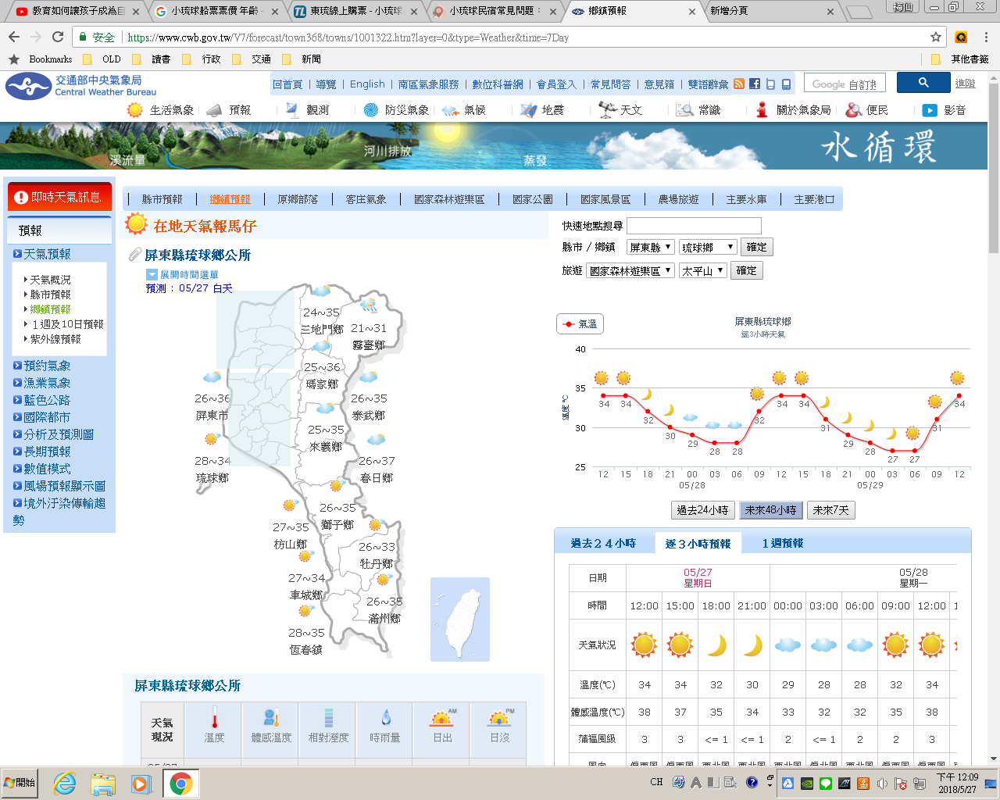 教育如何讓孩子成為自
小琉球船票票價 年齡 -
東琉線上購票 - 小琉球
小琉球民宿常見問題：
鄉鎮預報
新增分頁
梅仙
安全
https://www.cwb.gov.tw/V7/forecast/town368/towns/1001322.htm?layer=0&type=Weather&time=7Day
Bookmarks OLD 讀書 行政 交通 新聞 其他書籤
交通部中央氣象局
Central Weather Bureau
回首頁 | 導覽 | English | 南區氣象服務 | 數位科普網 | 會員登入 | 常見問答 | 意見箱 | 雙語辭彙
Google 自訂搜
進階
生活氣象 預報 觀測 防災氣象 氣候 地震 天文 常識 關於氣象局 便民 影音
溪流量 河川排放 蒸發 水循環
即時天氣訊息
預報
天氣預報
天氣概況
縣市預報
鄉鎮預報
１週及10日預報
紫外線預報
預約氣象
漁業氣象
藍色公路
國際都市
分析及預測圖
長期預報
數值模式
風場預報顯示圖
境外汙染傳輸趨
勢
縣市預報 鄉鎮預報 原鄉部落 客庄氣象 國家森林遊樂區 國家公園 國家風景區 農場旅遊 主要水庫 主要港口
在地天氣報馬仔
屏東縣琉球鄉公所
展開時間選單
預測：05/27 白天
24~35
三地門鄉
21~31
霧臺鄉
25~36
瑪家鄉
26~36
屏東市
26~35
泰武鄉
25~35
來義鄉
28~34
琉球鄉
26~37
春日鄉
26~35
獅子鄉
27~35
枋山鄉
26~33
牡丹鄉
27~34
車城鄉
26~35
滿州鄉
28~35
恆春鎮
快速地點搜尋
縣市 / 鄉鎮 屏東縣 琉球鄉 確定
旅遊 國家森林遊樂區 太平山 確定
氣溫
屏東縣琉球鄉
逐3小時天氣
溫度 ℃
40
35
30
25
34 34 32 30 29 28 28 32 34 34 31 29 28 27 27 31 34
12 15 18 21 00 03 06 09 12 15 18 21 00 03 06 09 12
05/28 05/29
過去24小時 未來48小時 未來7天
過去２４小時 逐３小時預報 １週預報
日期 05/27 星期日 05/28 星期一
時間 12:00 15:00 18:00 21:00 00:00 03:00 06:00 09:00 12:00 1
天氣狀況
溫度(℃) 34 34 32 30 29 28 28 32 34
體感溫度(℃) 38 37 35 34 33 32 32 35 38
蒲福風級 3 3 <= 1 <= 1 2 <= 1 2 2 3
屏東縣琉球鄉公所
天氣現況 溫度 體感溫度 相對溼度 時雨量 AM 日出 PM 日沒
開始
CH
下午 12:09
2018/5/27